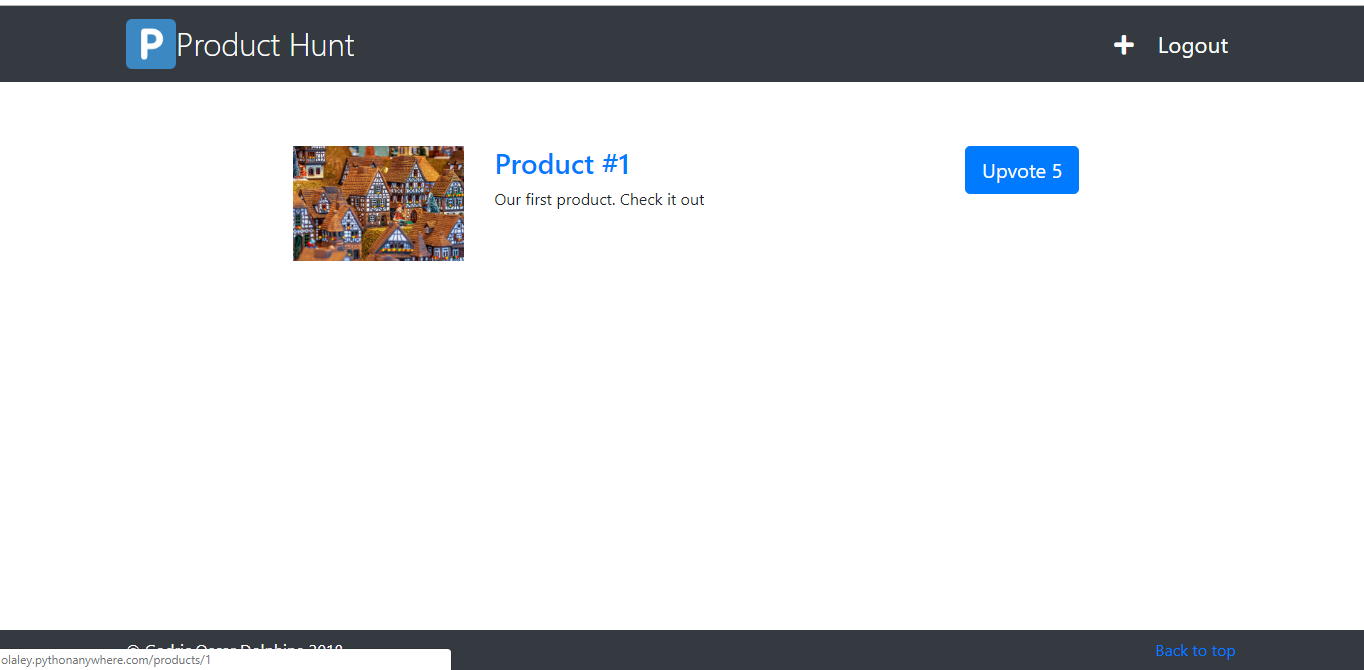 P Product Hunt
Logout
Product #1
Our first product. Check it out
Upvote 5
©
2018
Back to top
olaley.pythonanywhere.com/products/1